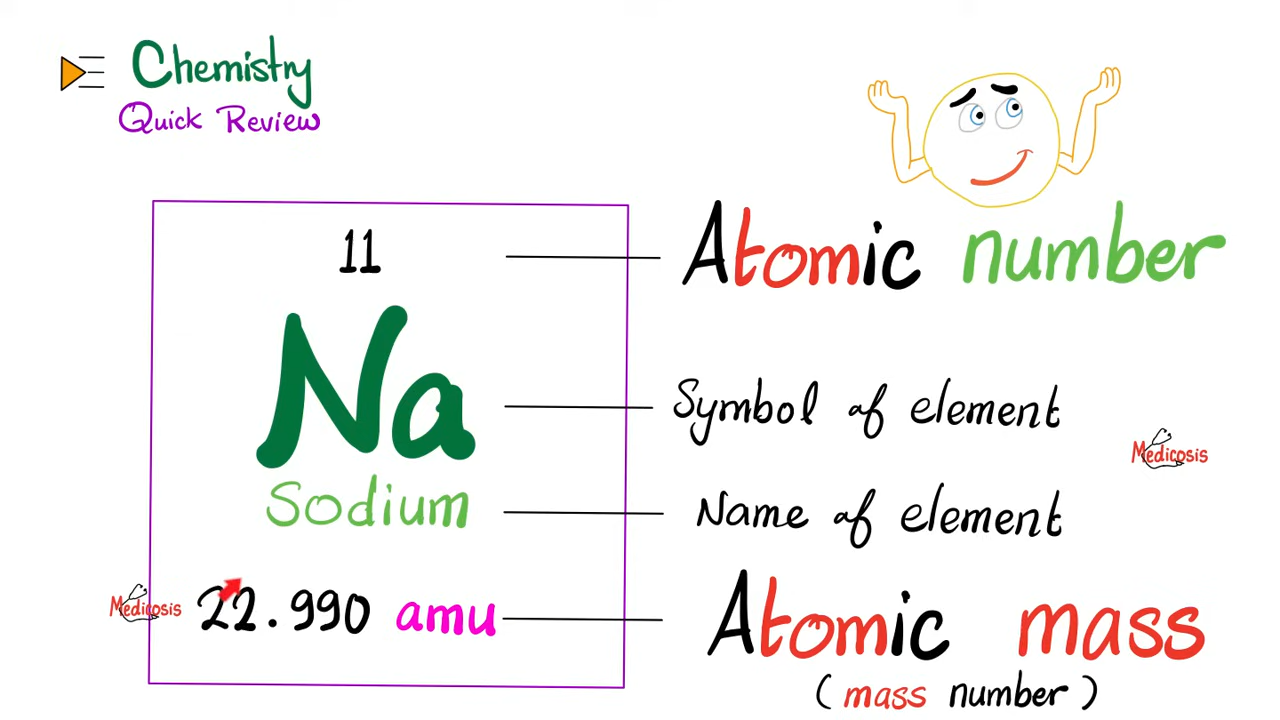 Chemistry
Quick Review
11
Atomic number
Na
Symbol of element
Medicosis
Sodium
Name of element
Medicosis
22.990 amu
Atomic mass
(mass number)